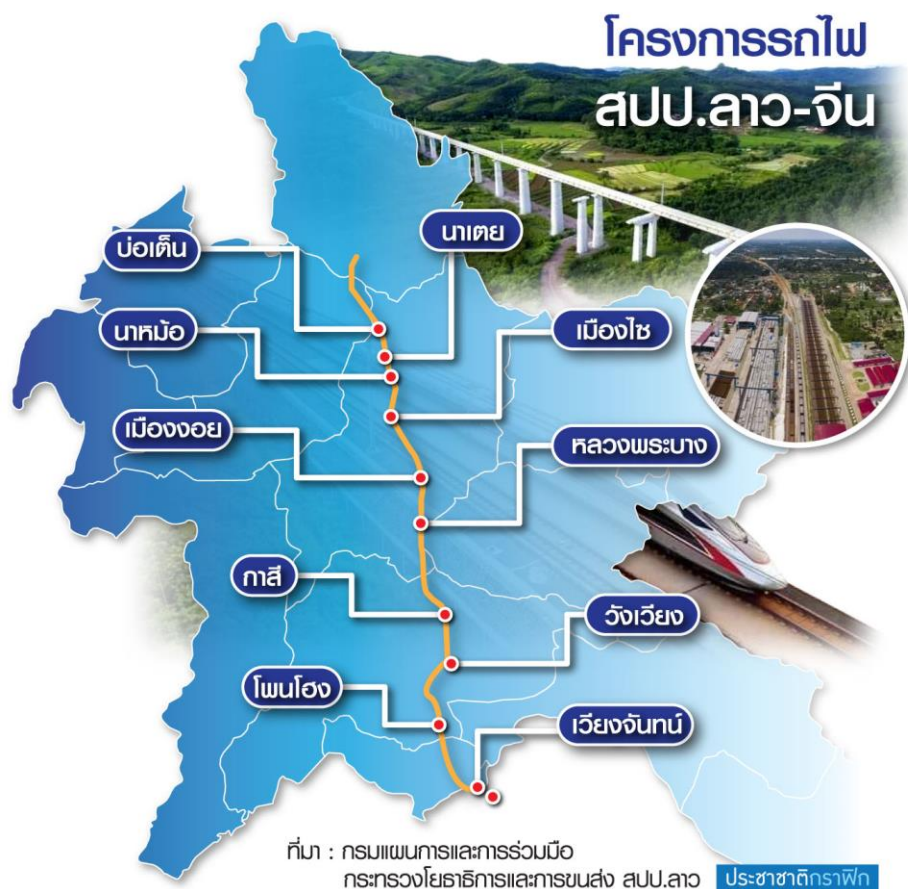 โครงการรถไฟ
สปป.ลาว-จีน
นาเตย
บ่อเต็น
นาหม้อ
เมืองไซ
เมืองงอย
หลวงพระบาง
กาสี
วังเวียง
โพนโฮง
เวียงจันทน์
ที่มา : กรมแผนการและการร่วมมือ
กระทรวงโยธาธิการและการขนส่ง สปป.ลาว
ประชาชาติกราฟิก